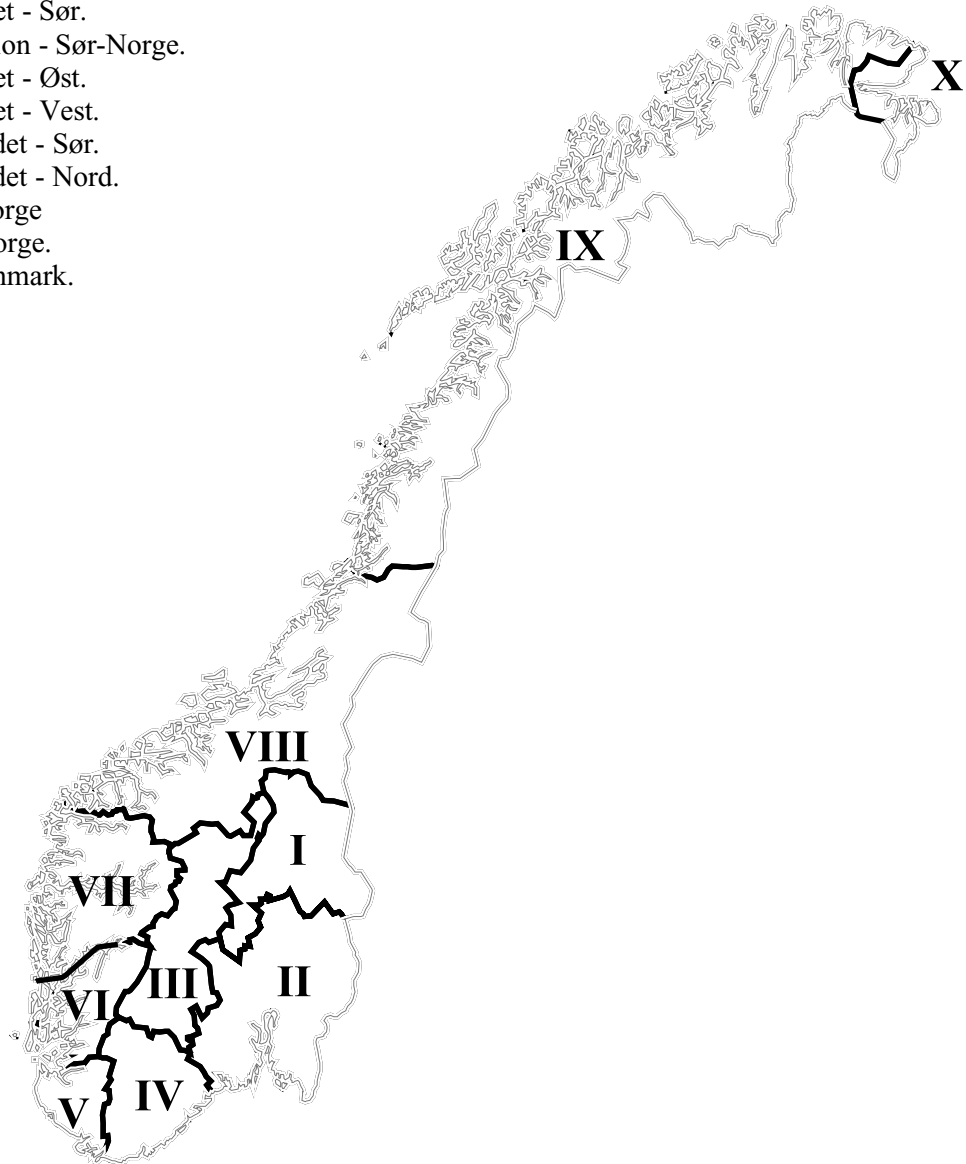 et - Sør.
on - Sør-Norge.
et - Øst.
et - Vest.
det - Sør.
det - Nord.
orge
orge.
nmark.
X
IX
VIII
I
VII
II
III
VI
IV
V